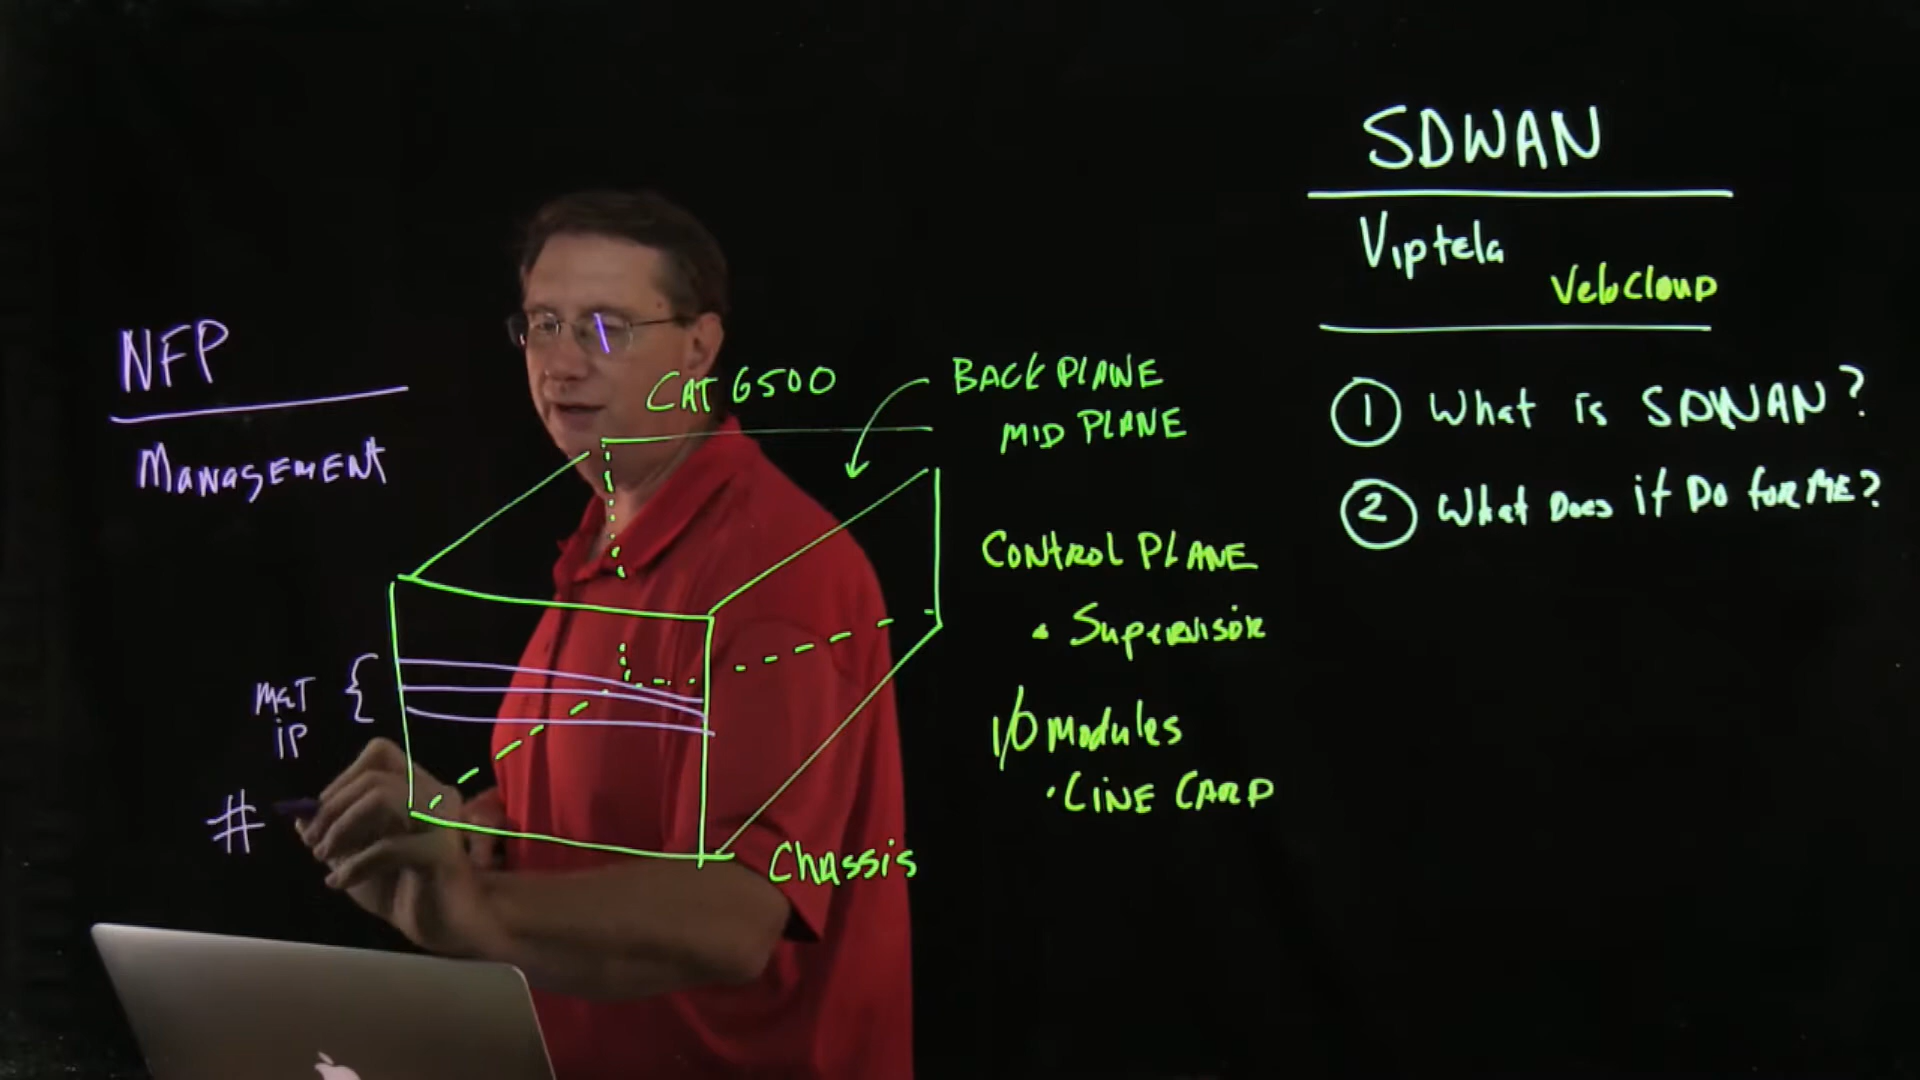 NFP
MANAGEMENT
MGT
IP
#
CAT 6500
BACK PLANE
MID PLANE
CONTROL PLANE
• SUPERVISOR
I/O Modules
• LINE CARD
Chassis
SDWAN
Viptela
VeloCloud
1 What is SDWAN?
2 What Does it Do for ME?